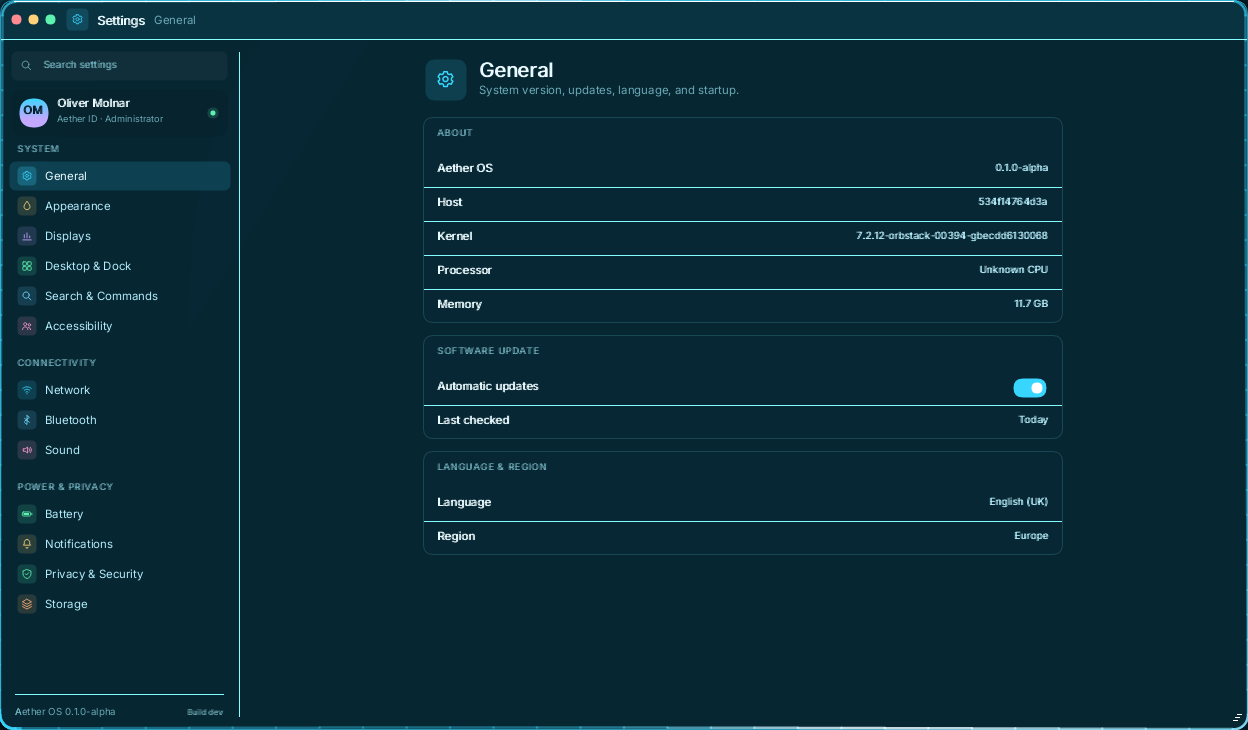 Settings General
Search settings
OM
Oliver Molnar
Aether ID · Administrator
SYSTEM
General
Appearance
Displays
Desktop & Dock
Search & Commands
Accessibility
CONNECTIVITY
Network
Bluetooth
Sound
POWER & PRIVACY
Battery
Notifications
Privacy & Security
Storage
Aether OS 0.1.0-alpha Build dev
General
System version, updates, language, and startup.
ABOUT
Aether OS 0.1.0-alpha
Host 534f14764d3a
Kernel 7.2.12-orbstack-00394-gbecdd6130068
Processor Unknown CPU
Memory 11.7 GB
SOFTWARE UPDATE
Automatic updates
Last checked Today
LANGUAGE & REGION
Language English (UK)
Region Europe